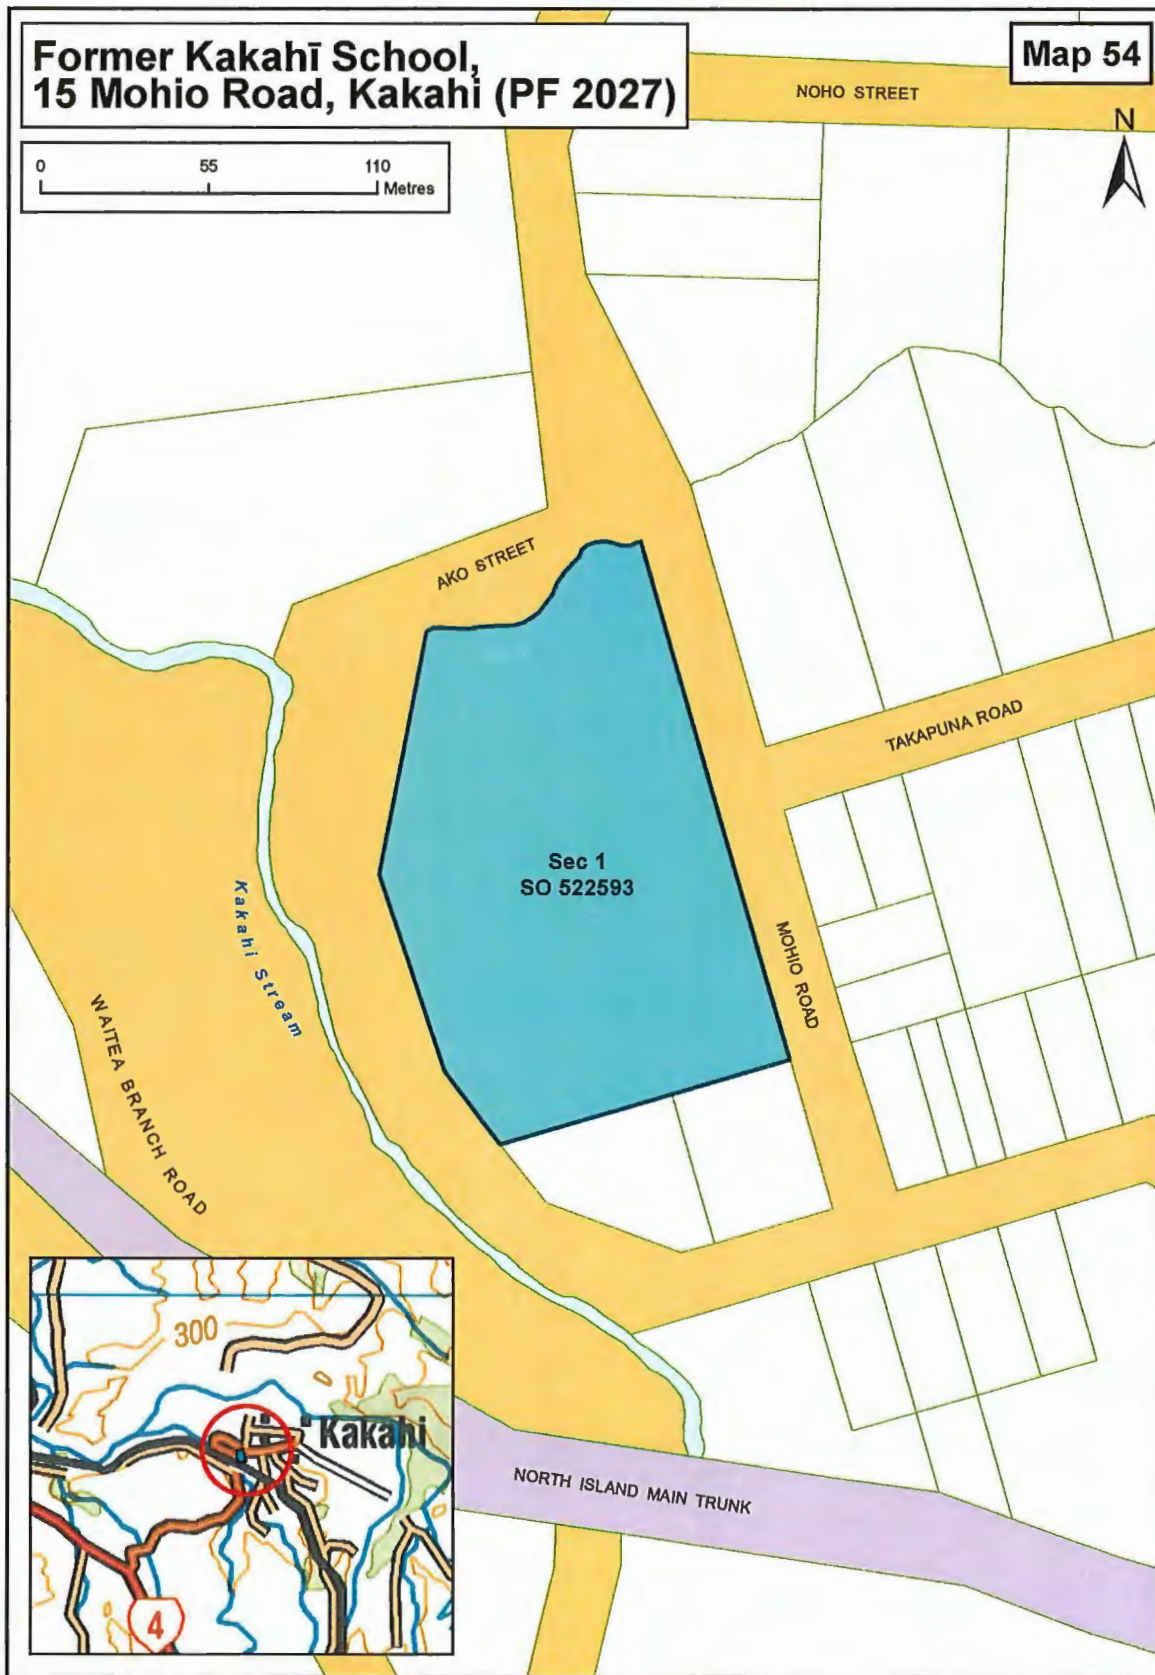 Former Kakahī School,
15 Mohio Road, Kakahi (PF 2027)
Map 54
0 55 110
Metres
N
NOHO STREET
AKO STREET
TAKAPUNA ROAD
Sec 1
SO 522593
MOHIO ROAD
Kakahi Stream
WAITEA BRANCH ROAD
300
Kakahi
4
NORTH ISLAND MAIN TRUNK